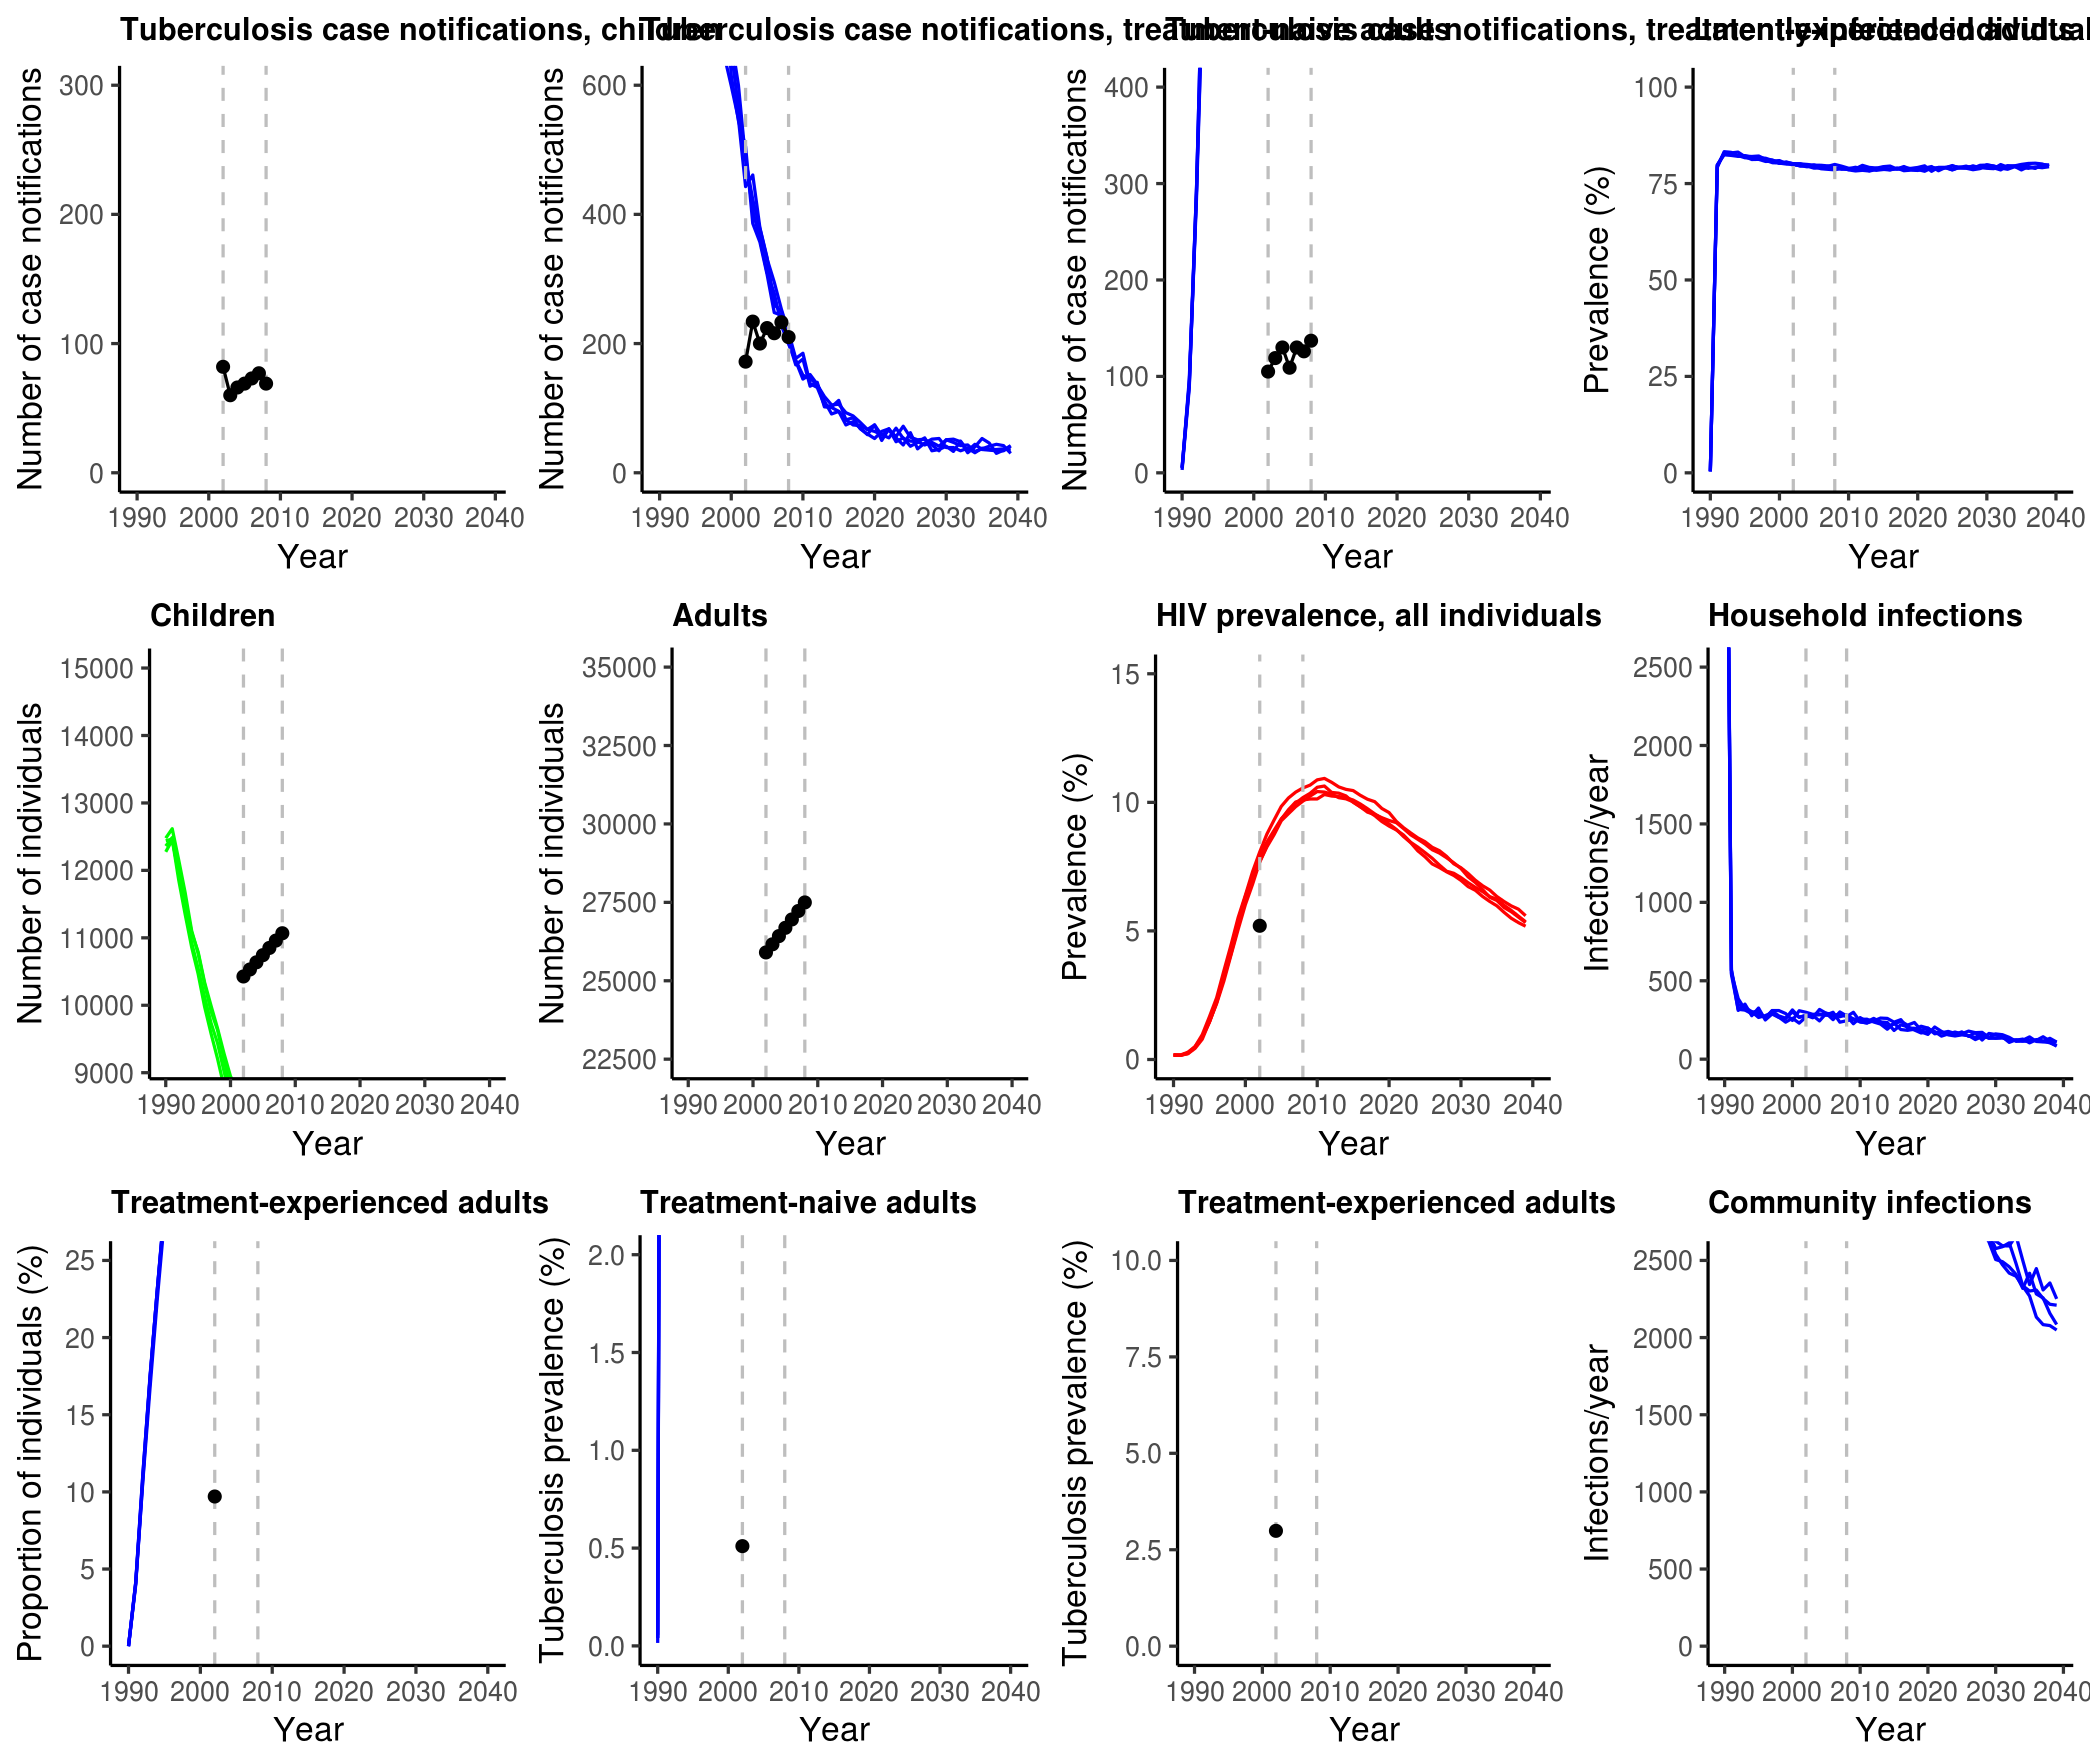 Tuberculosis case notifications, children
Tuberculosis case notifications, treatment-naive adults
Tuberculosis case notifications, treatment-experienced adults
Latently-infected individuals
Number of case notifications
300
200
100
0
1990 2000 2010 2020 2030 2040
Year
Number of case notifications
600
400
200
0
1990 2000 2010 2020 2030 2040
Year
Number of case notifications
400
300
200
100
0
1990 2000 2010 2020 2030 2040
Year
Prevalence (%)
100
75
50
25
0
1990 2000 2010 2020 2030 2040
Year
Children
Number of individuals
15000
14000
13000
12000
11000
10000
9000
1990 2000 2010 2020 2030 2040
Year
Adults
Number of individuals
35000
32500
30000
27500
25000
22500
1990 2000 2010 2020 2030 2040
Year
HIV prevalence, all individuals
Prevalence (%)
15
10
5
0
1990 2000 2010 2020 2030 2040
Year
Household infections
Infections/year
2500
2000
1500
1000
500
0
1990 2000 2010 2020 2030 2040
Year
Treatment-experienced adults
Proportion of individuals (%)
25
20
15
10
5
0
1990 2000 2010 2020 2030 2040
Year
Treatment-naive adults
Tuberculosis prevalence (%)
2.0
1.5
1.0
0.5
0.0
1990 2000 2010 2020 2030 2040
Year
Treatment-experienced adults
Tuberculosis prevalence (%)
10.0
7.5
5.0
2.5
0.0
1990 2000 2010 2020 2030 2040
Year
Community infections
Infections/year
2500
2000
1500
1000
500
0
1990 2000 2010 2020 2030 2040
Year